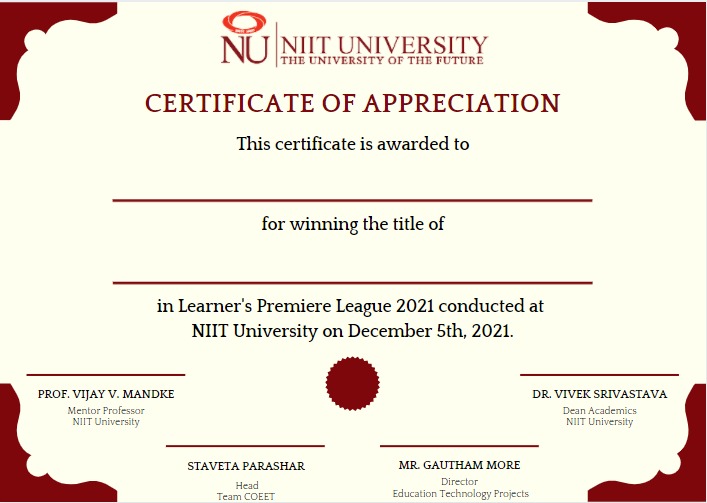 NU NIIT UNIVERSITY
THE UNIVERSITY OF THE FUTURE
CERTIFICATE OF APPRECIATION
This certificate is awarded to
for winning the title of
in Learner's Premiere League 2021 conducted at
NIIT University on December 5th, 2021.
PROF. VIJAY V. MANDKE
Mentor Professor
NIIT University
DR. VIVEK SRIVASTAVA
Dean Academics
NIIT University
STAVETA PARASHAR
Head
Team COEET
MR. GAUTHAM MORE
Director
Education Technology Projects